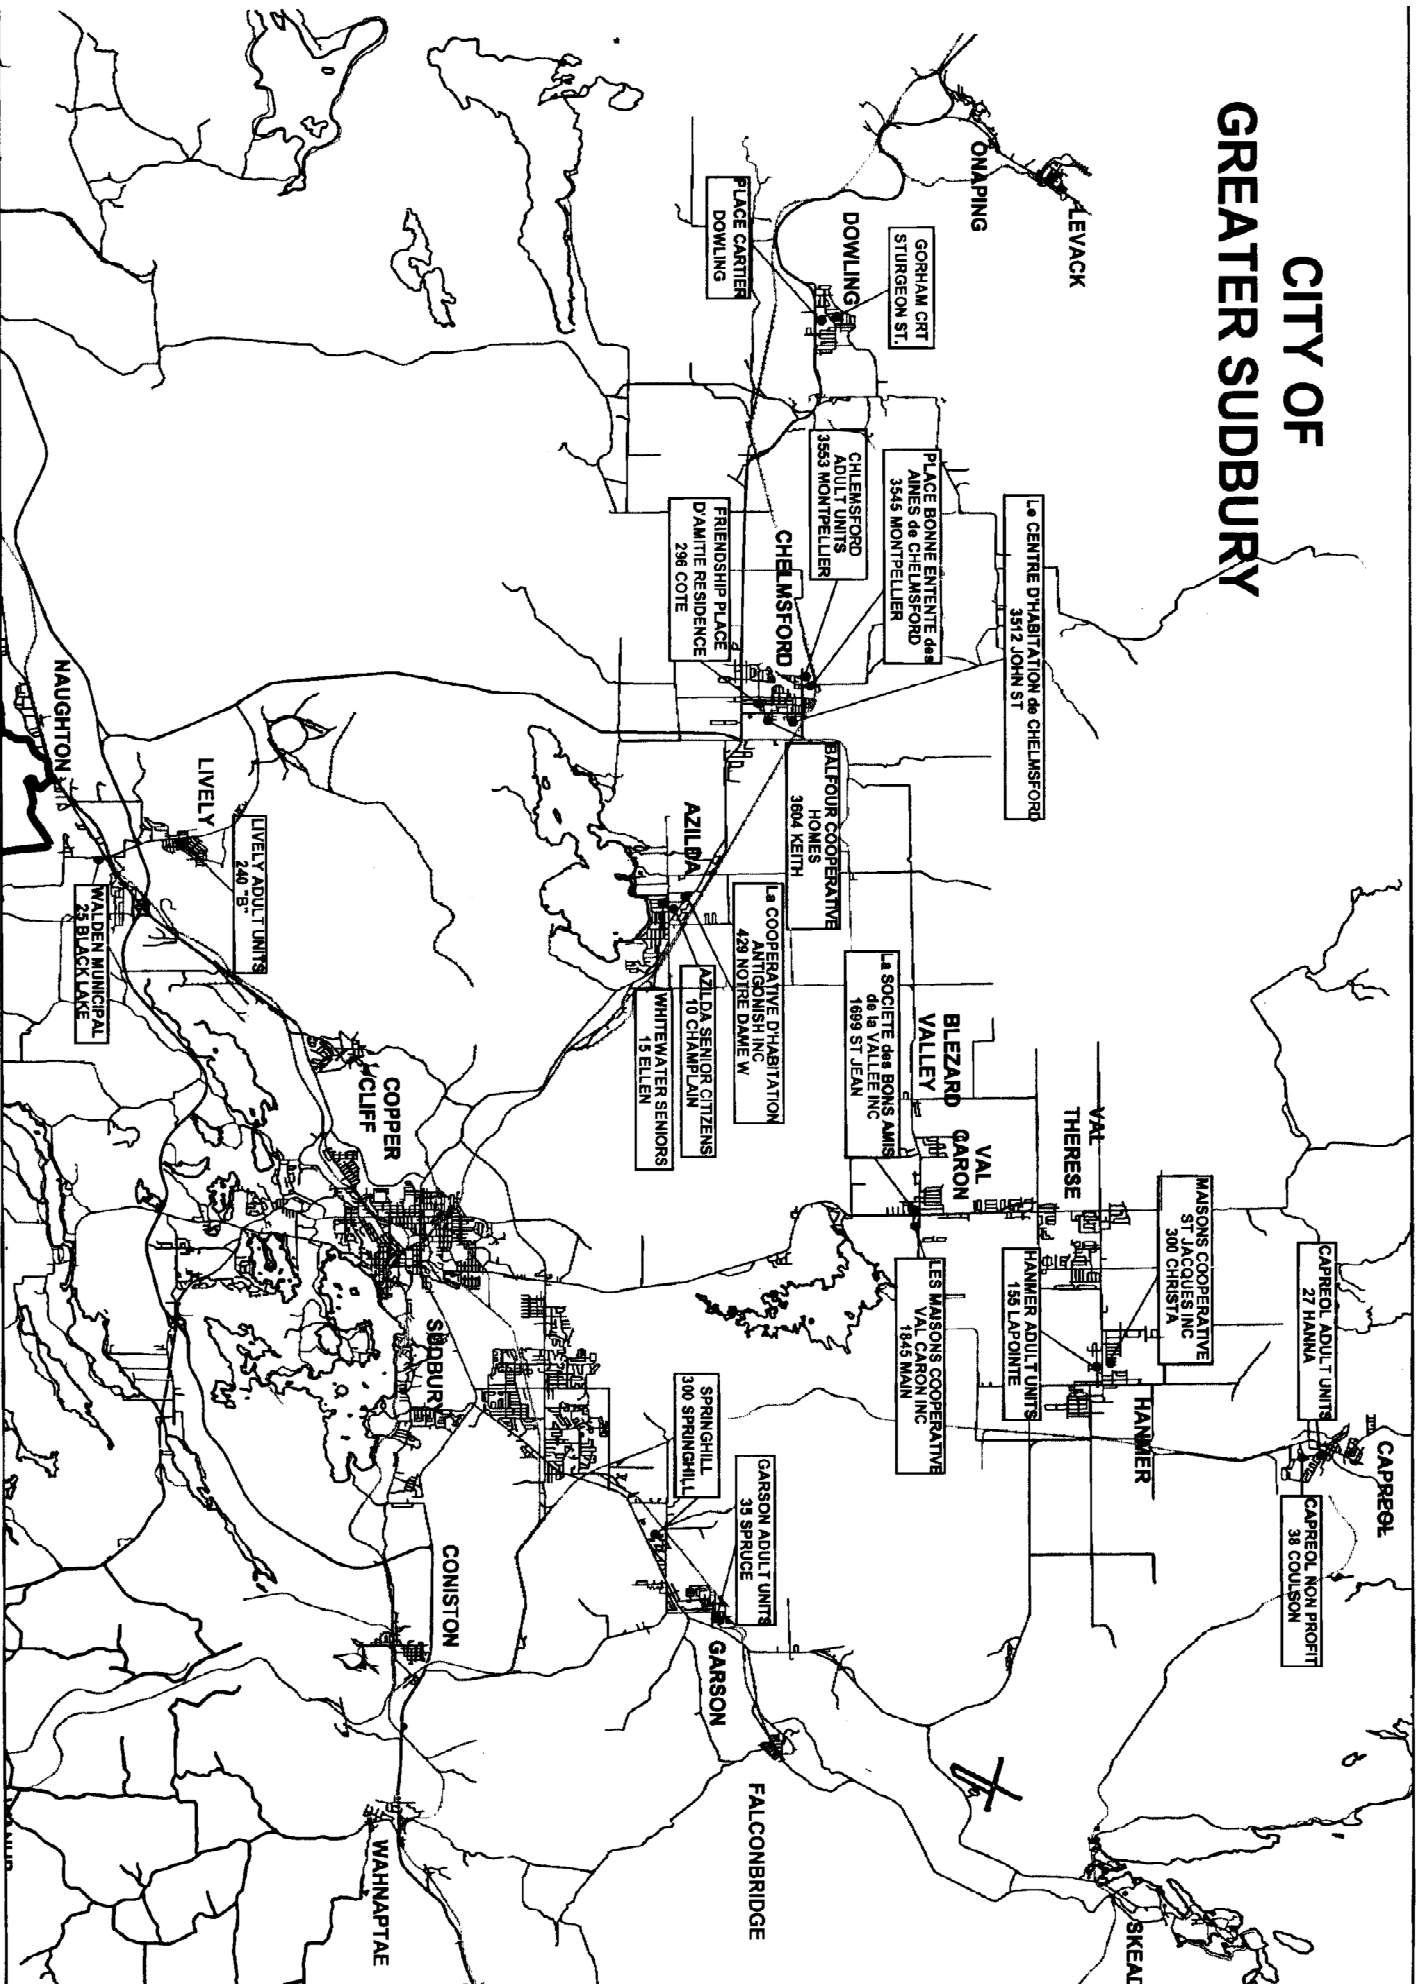 CITY OF
GREATER SUDBURY
LEVACK
ONAPING
GORHAM CRT
STURGEON ST.
DOWLING
PLACE CARTIER
DOWLING
Le CENTRE D'HABITATION de CHELMSFORD
3512 JOHN ST
PLACE BONNE ENTENTE des
AINES de CHELMSFORD
3545 MONTPELLIER
CHLEMSFORD
ADULT UNITS
3553 MONTPELLIER
CHELMSFORD
FRIENDSHIP PLACE
D'AMITIE RESIDENCE
296 COTE
BALFOUR COOPERATIVE
HOMES
3604 KEITH
AZILDA
La COOPERATIVE D'HABITATION
ANTIGONISH INC
429 NOTRE DAME W
AZILDA SENIOR CITIZENS
10 CHAMPLAIN
WHITEWATER SENIORS
15 ELLEN
La SOCIETE des BONS AMIS
de la VALLEE INC
1699 ST JEAN
BLEZARD
VALLEY
VAL
CARON
VAL
THERESE
MAISONS COOPERATIVE
ST JACQUES INC
300 CHRISTA
HANMER ADULT UNITS
155 LAPOINTE
LES MAISONS COOPERATIVE
VAL CARON INC
1845 MAIN
HANMER
CAPREOL ADULT UNITS
27 HANNA
CAPREOL
CAPREOL NON PROFIT
38 COULSON
SPRINGHILL
300 SPRINGHILL
GARSON ADULT UNITS
35 SPRUCE
GARSON
FALCONBRIDGE
SKEAD
NAUGHTON
LIVELY
LIVELY ADULT UNITS
240 "B"
WALDEN MUNICIPAL
25 BLACK LAKE
COPPER
CLIFF
SUDBURY
CONISTON
WAHNAPTAE